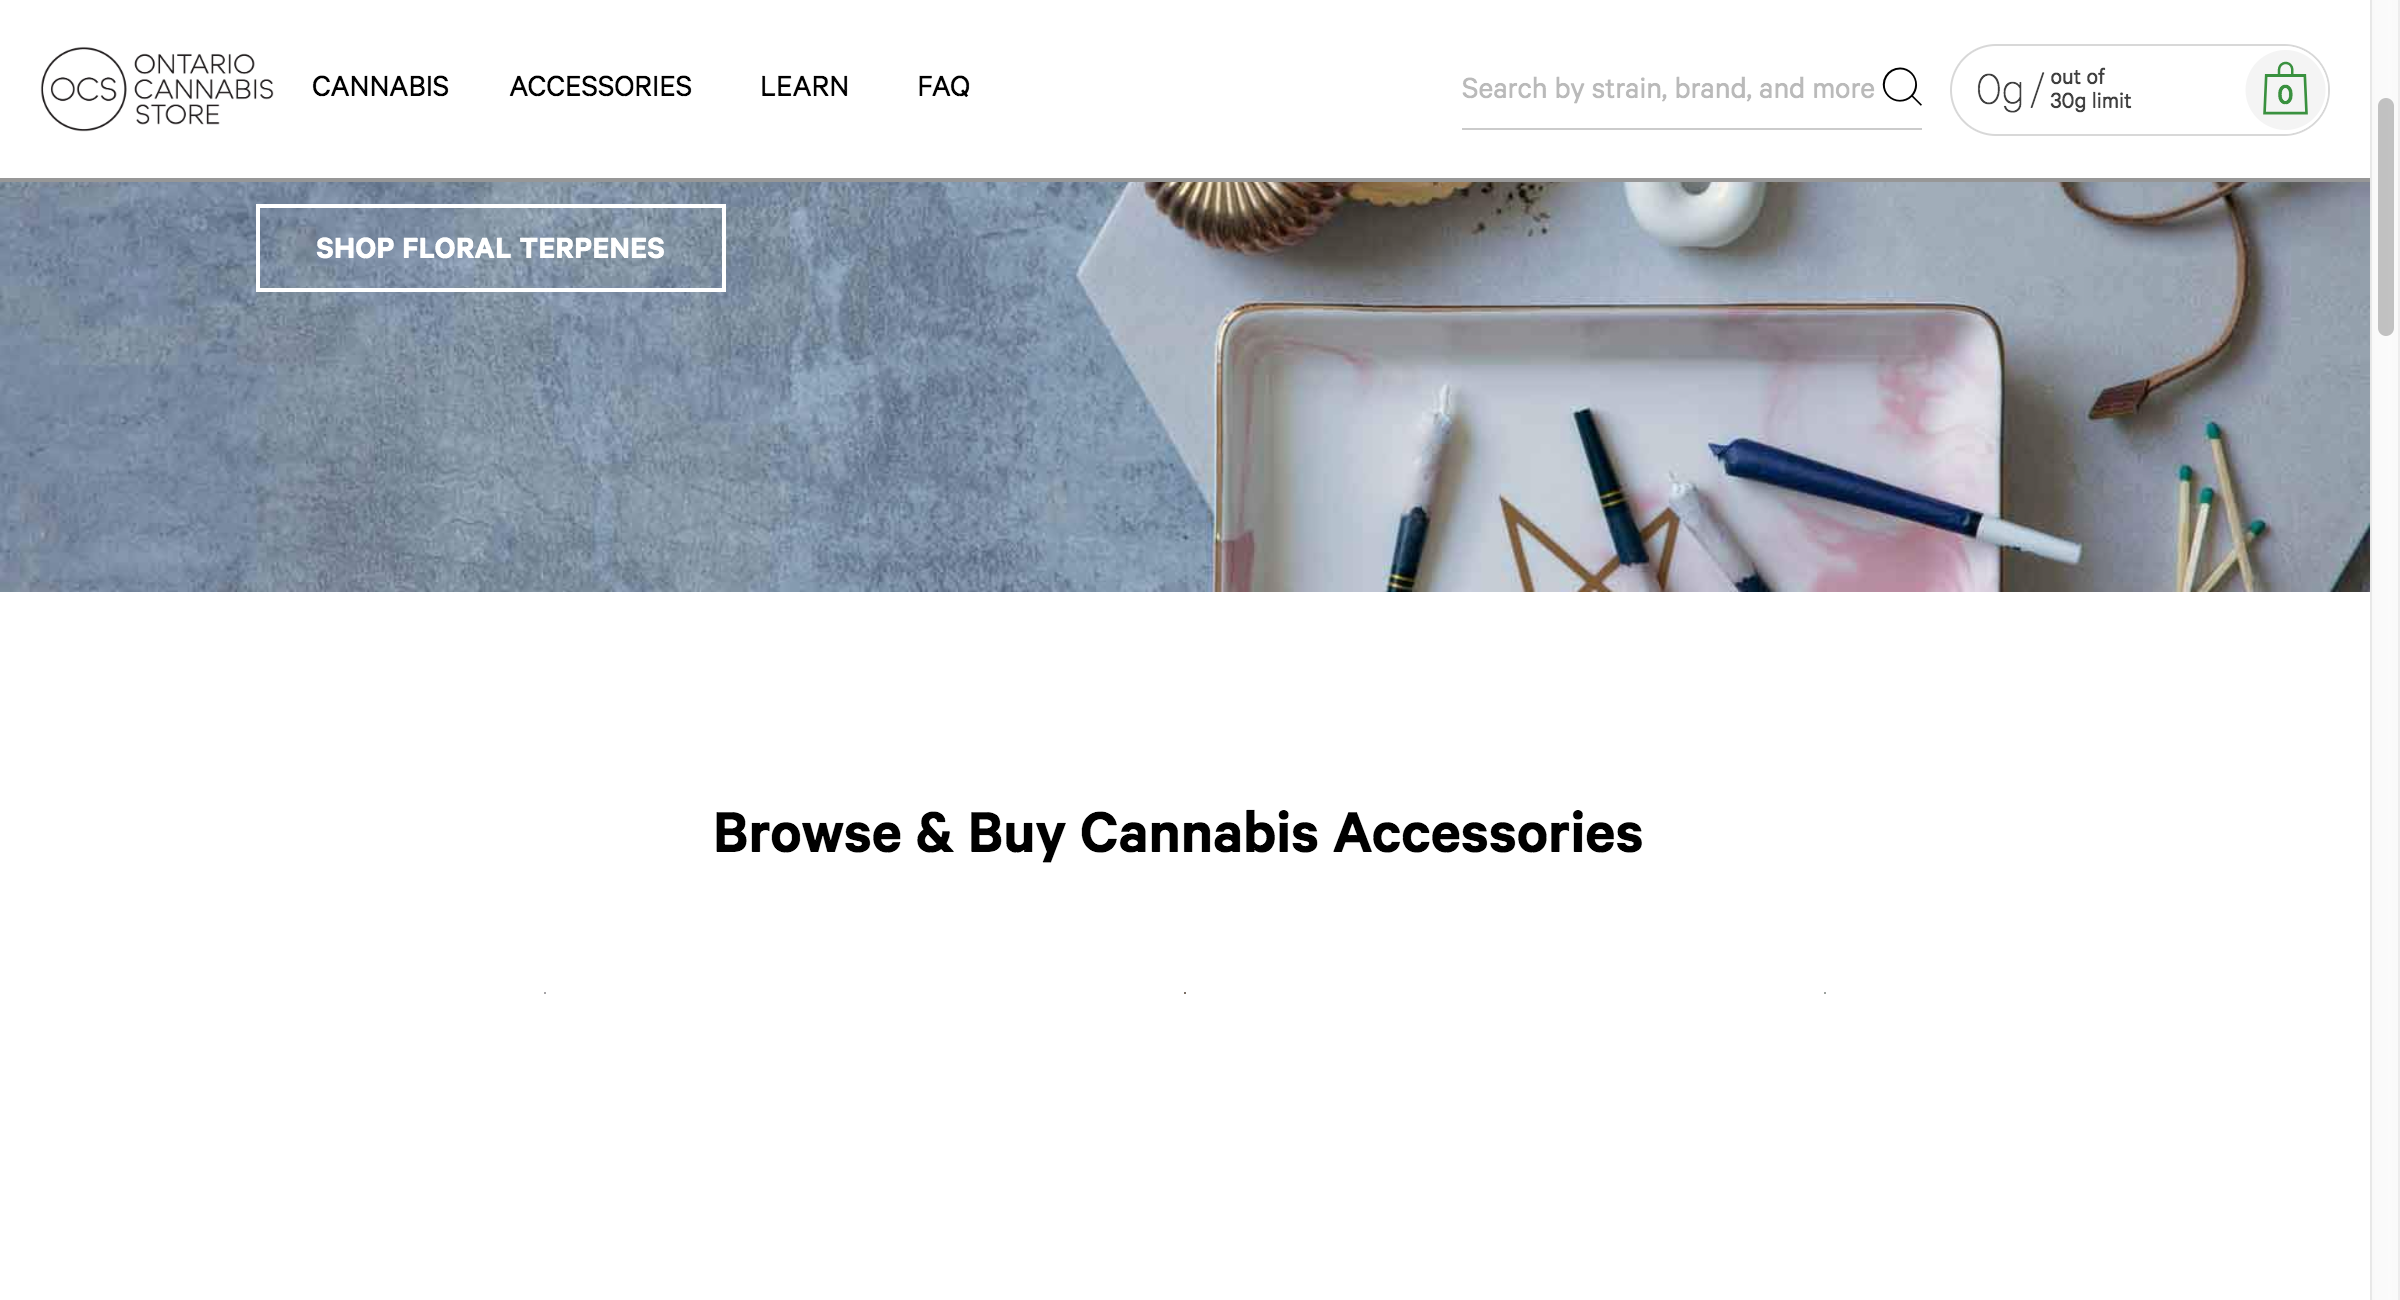 OCS
ONTARIO
CANNABIS
STORE
CANNABIS
ACCESSORIES
LEARN
FAQ
Search by strain, brand, and more
0g / out of
30g limit
0
SHOP FLORAL TERPENES
Browse & Buy Cannabis Accessories